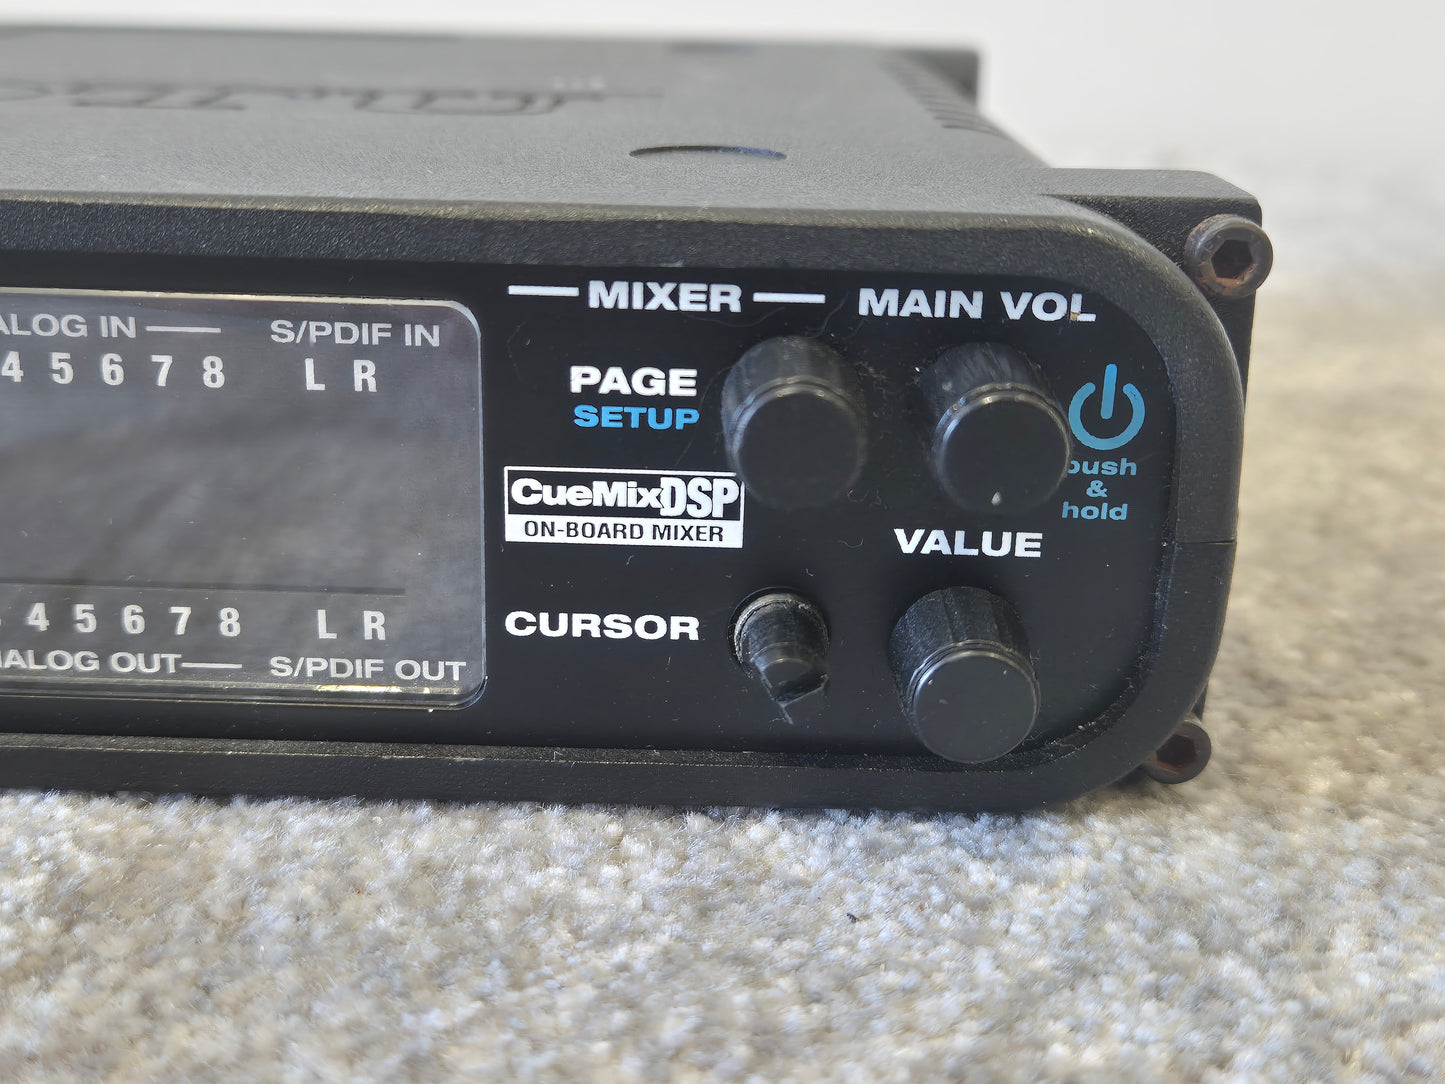 MIXER
MAIN VOL
ALOG IN
S/PDIF IN
4 5 6 7 8
L R
PAGE
SETUP
push
&
hold
CueMixDSP
ON-BOARD MIXER
VALUE
CURSOR
4 5 6 7 8
L R
ALOG OUT
S/PDIF OUT